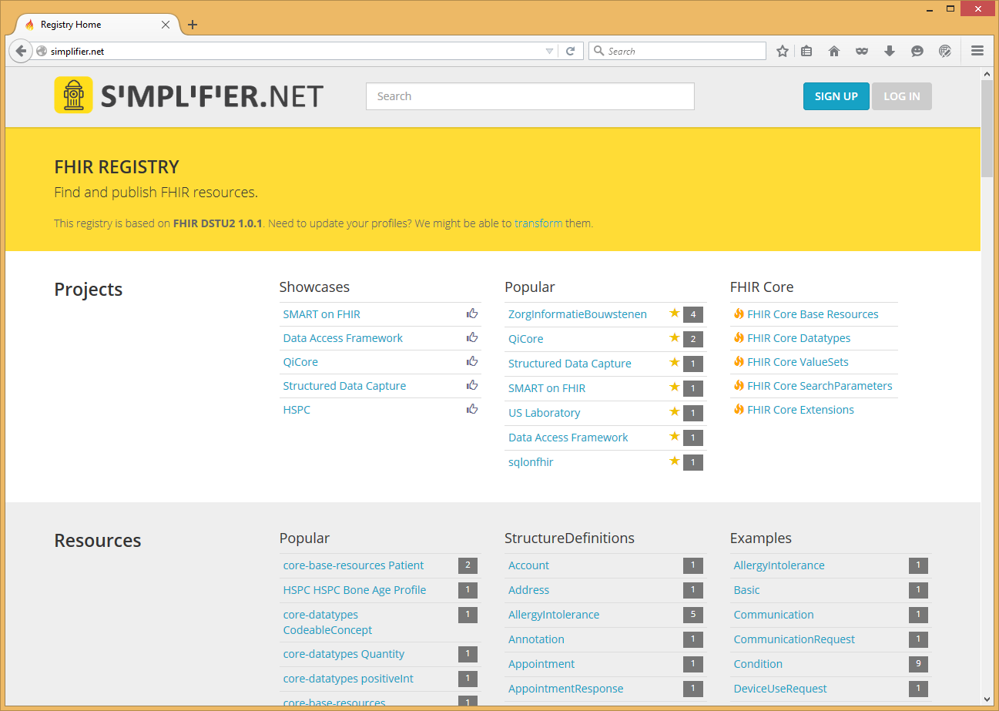 Registry Home
simplifier.net
Search
SIMPLIFIER.NET
Search
SIGN UP
LOG IN
FHIR REGISTRY
Find and publish FHIR resources.
This registry is based on FHIR DSTU2 1.0.1. Need to update your profiles? We might be able to transform them.
Projects
Showcases
SMART on FHIR
Data Access Framework
QiCore
Structured Data Capture
HSPC
Popular
ZorgInformatieBouwstenen 4
QiCore 2
Structured Data Capture 1
SMART on FHIR 1
US Laboratory 1
Data Access Framework 1
sqlonfhir 1
FHIR Core
FHIR Core Base Resources
FHIR Core Datatypes
FHIR Core ValueSets
FHIR Core SearchParameters
FHIR Core Extensions
Resources
Popular
core-base-resources Patient 2
HSPC HSPC Bone Age Profile 1
core-datatypes 1
CodeableConcept
core-datatypes Quantity 1
core-datatypes positiveInt 1
core-base-resources 1
StructureDefinitions
Account 1
Address 1
AllergyIntolerance 5
Annotation 1
Appointment 1
AppointmentResponse 1
Examples
AllergyIntolerance 1
Basic 1
Communication 1
CommunicationRequest 1
Condition 9
DeviceUseRequest 1